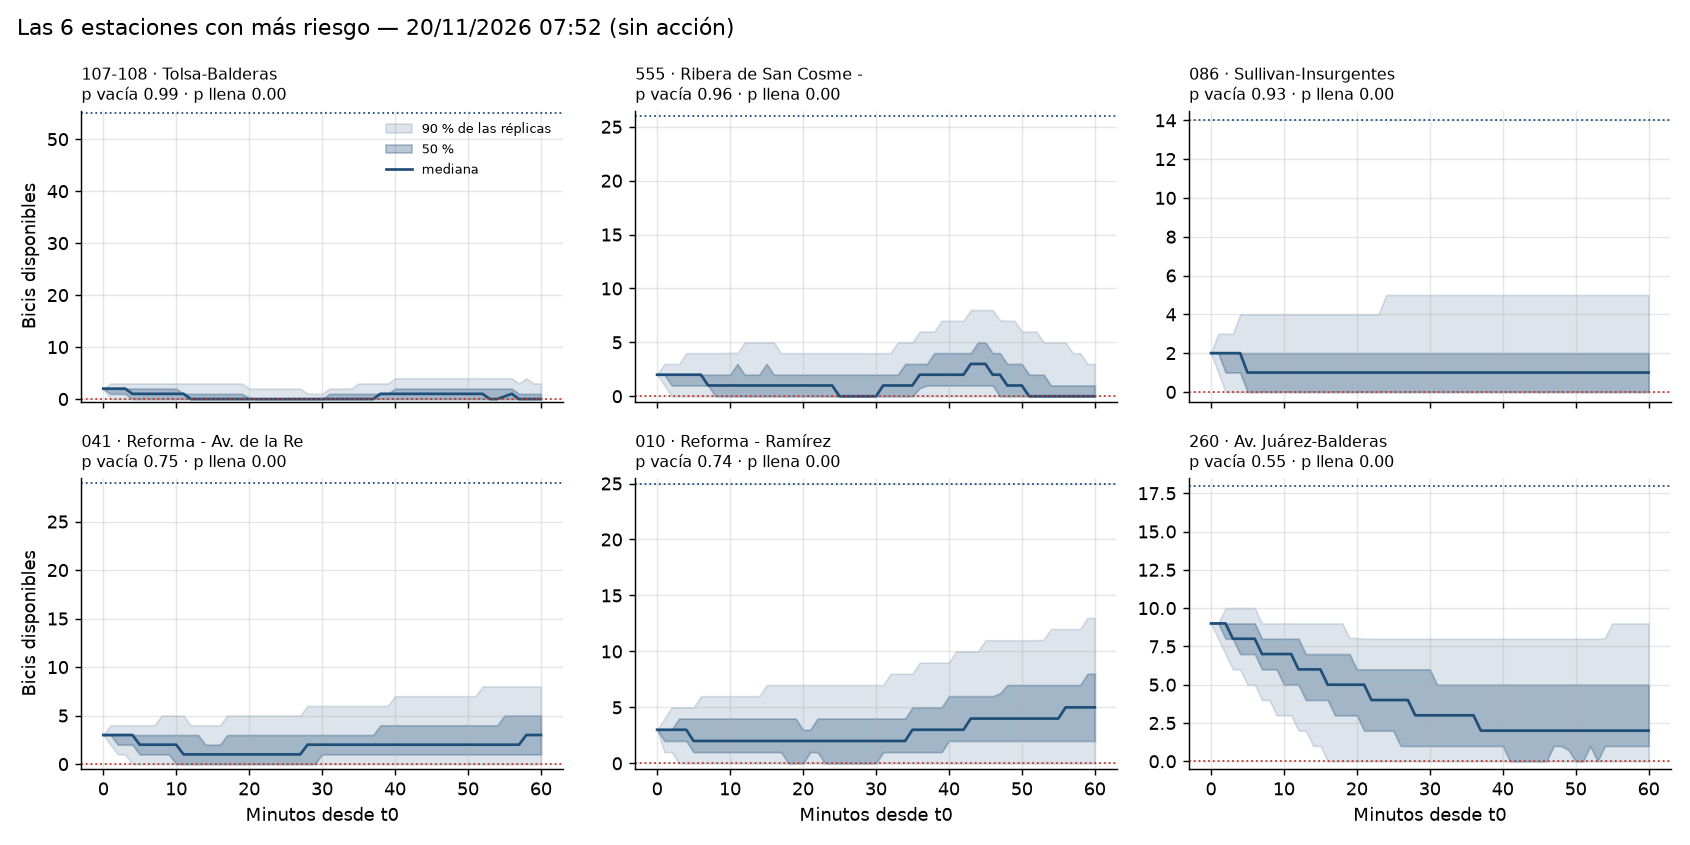 Las 6 estaciones con más riesgo — 20/11/2026 07:52 (sin acción)
107-108 · Tolsa-Balderas
p vacía 0.99 · p llena 0.00
90 % de las réplicas
50 %
mediana
Bicis disponibles
50
40
30
20
10
0
555 · Ribera de San Cosme -
p vacía 0.96 · p llena 0.00
25
20
15
10
5
0
086 · Sullivan-Insurgentes
p vacía 0.93 · p llena 0.00
14
12
10
8
6
4
2
0
041 · Reforma - Av. de la Re
p vacía 0.75 · p llena 0.00
Bicis disponibles
25
20
15
10
5
0
0 10 20 30 40 50 60
Minutos desde t0
010 · Reforma - Ramírez
p vacía 0.74 · p llena 0.00
25
20
15
10
5
0
0 10 20 30 40 50 60
Minutos desde t0
260 · Av. Juárez-Balderas
p vacía 0.55 · p llena 0.00
17.5
15.0
12.5
10.0
7.5
5.0
2.5
0.0
0 10 20 30 40 50 60
Minutos desde t0